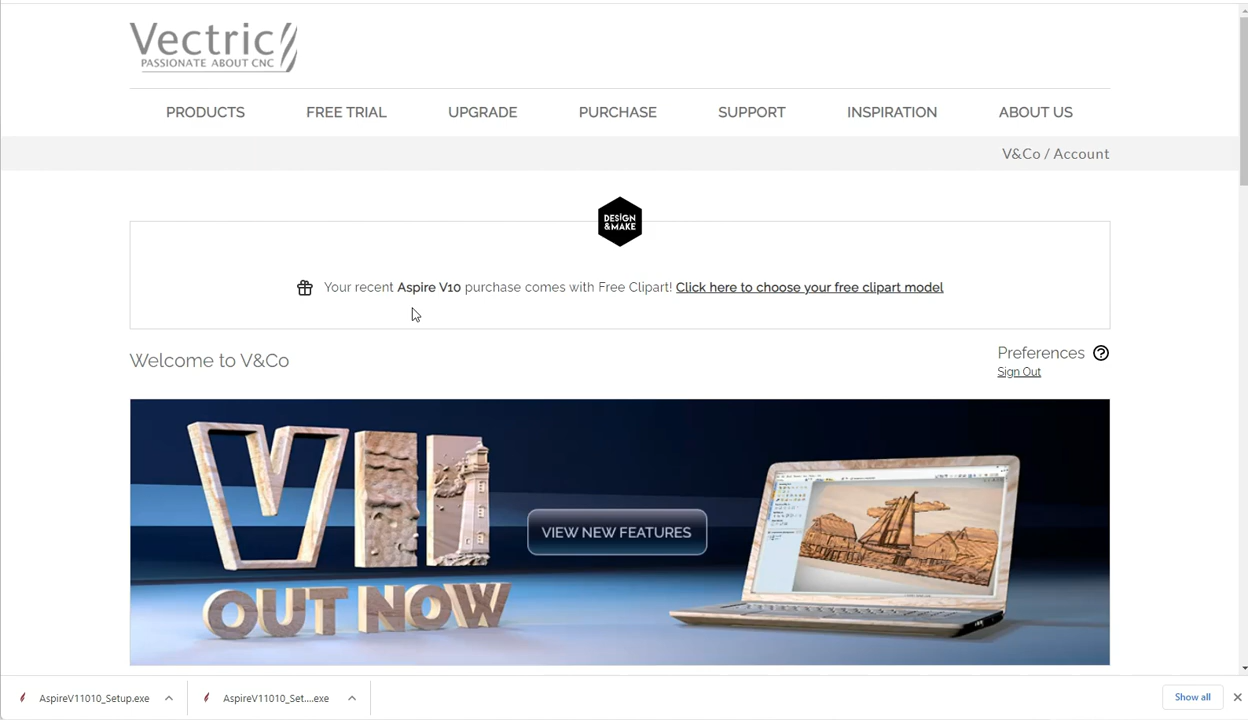 Vectric
PASSIONATE ABOUT CNC
PRODUCTS FREE TRIAL UPGRADE PURCHASE SUPPORT INSPIRATION ABOUT US
V&Co / Account
DESIGN
&MAKE
Your recent Aspire V10 purchase comes with Free Clipart! Click here to choose your free clipart model
Welcome to V&Co
Preferences ?
Sign Out
V11
OUT NOW
VIEW NEW FEATURES
AspireV11010_Setup.exe AspireV11010_Set....exe Show all